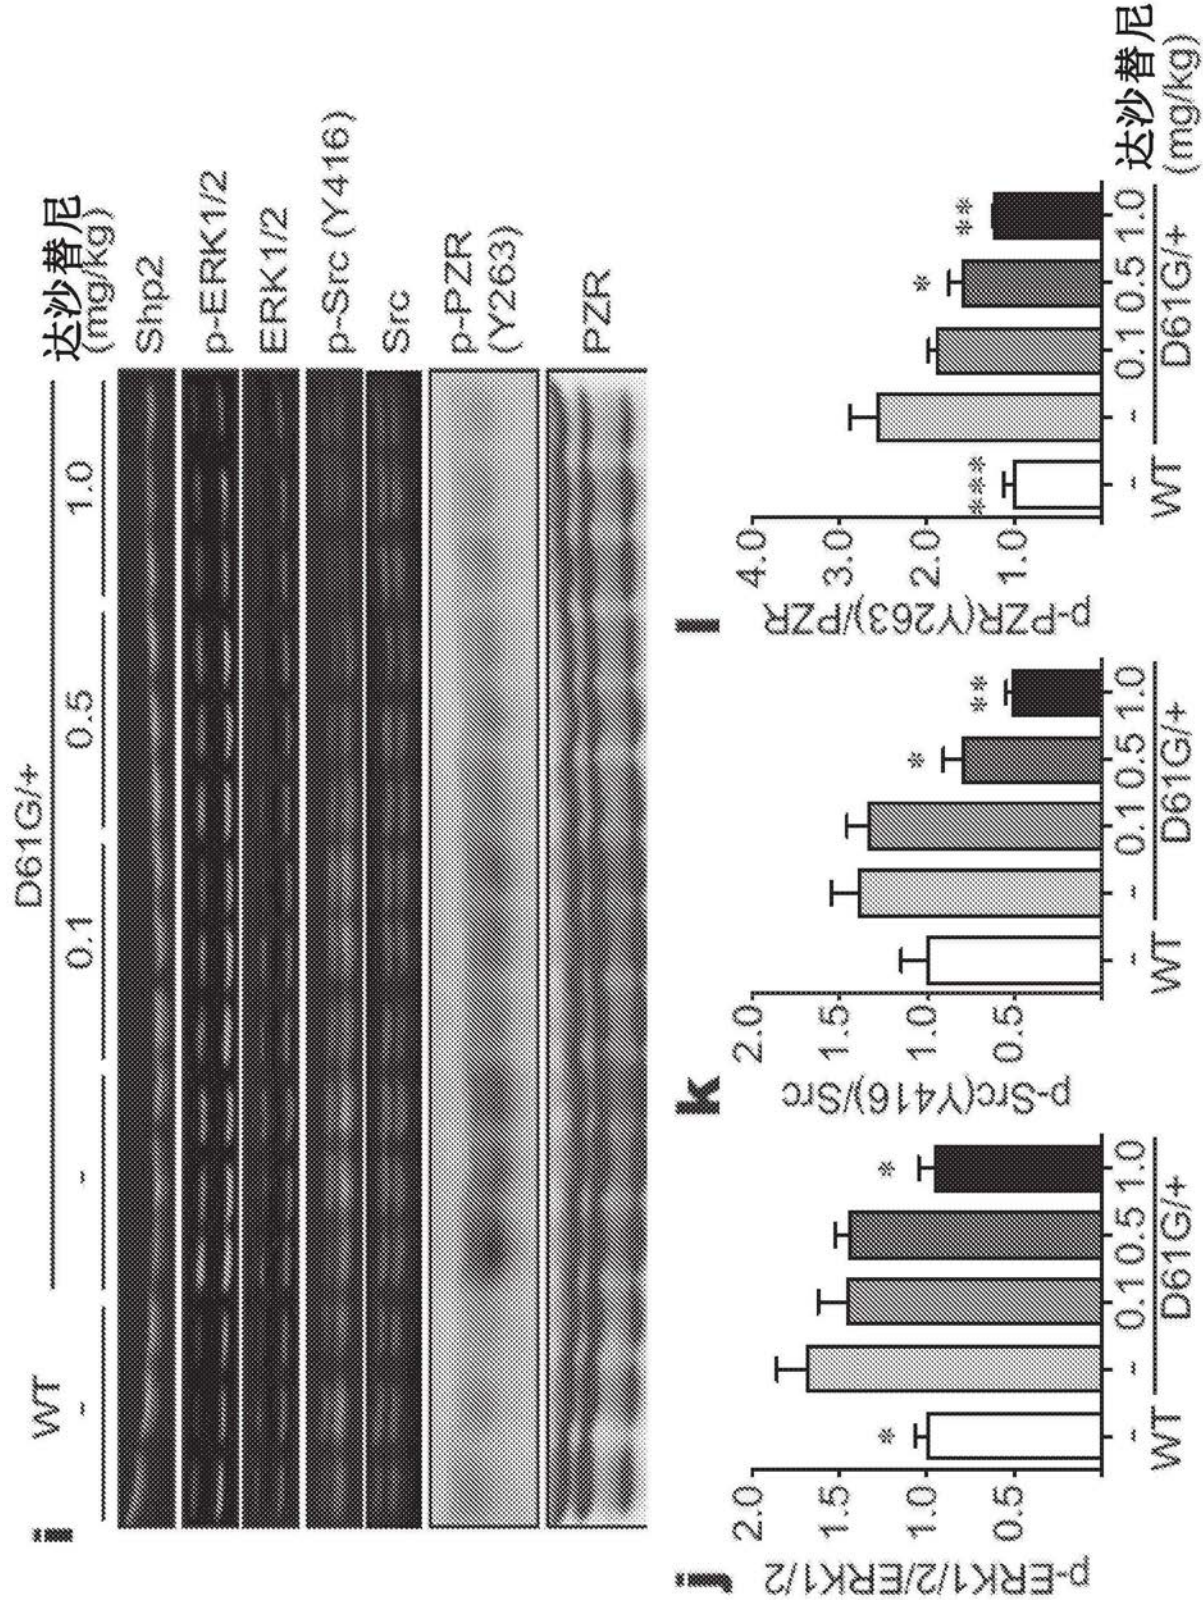 i
WT
D61G/+
-
-
0.1
0.5
1.0
达沙替尼
(mg/kg)
Shp2
p-ERK1/2
ERK1/2
p-Src (Y416)
Src
p-PZR
(Y263)
PZR
j
p-ERK1/2/ERK1/2
2.0
1.5
1.0
0.5
*
*
- - 0.1 0.5 1.0
WT D61G/+
k
p-Src(Y416)/Src
2.0
1.5
1.0
0.5
*
**
- - 0.1 0.5 1.0
WT D61G/+
l
p-PZR(Y263)/PZR
4.0
3.0
2.0
1.0
***
*
**
- - 0.1 0.5 1.0
WT D61G/+
达沙替尼
(mg/kg)